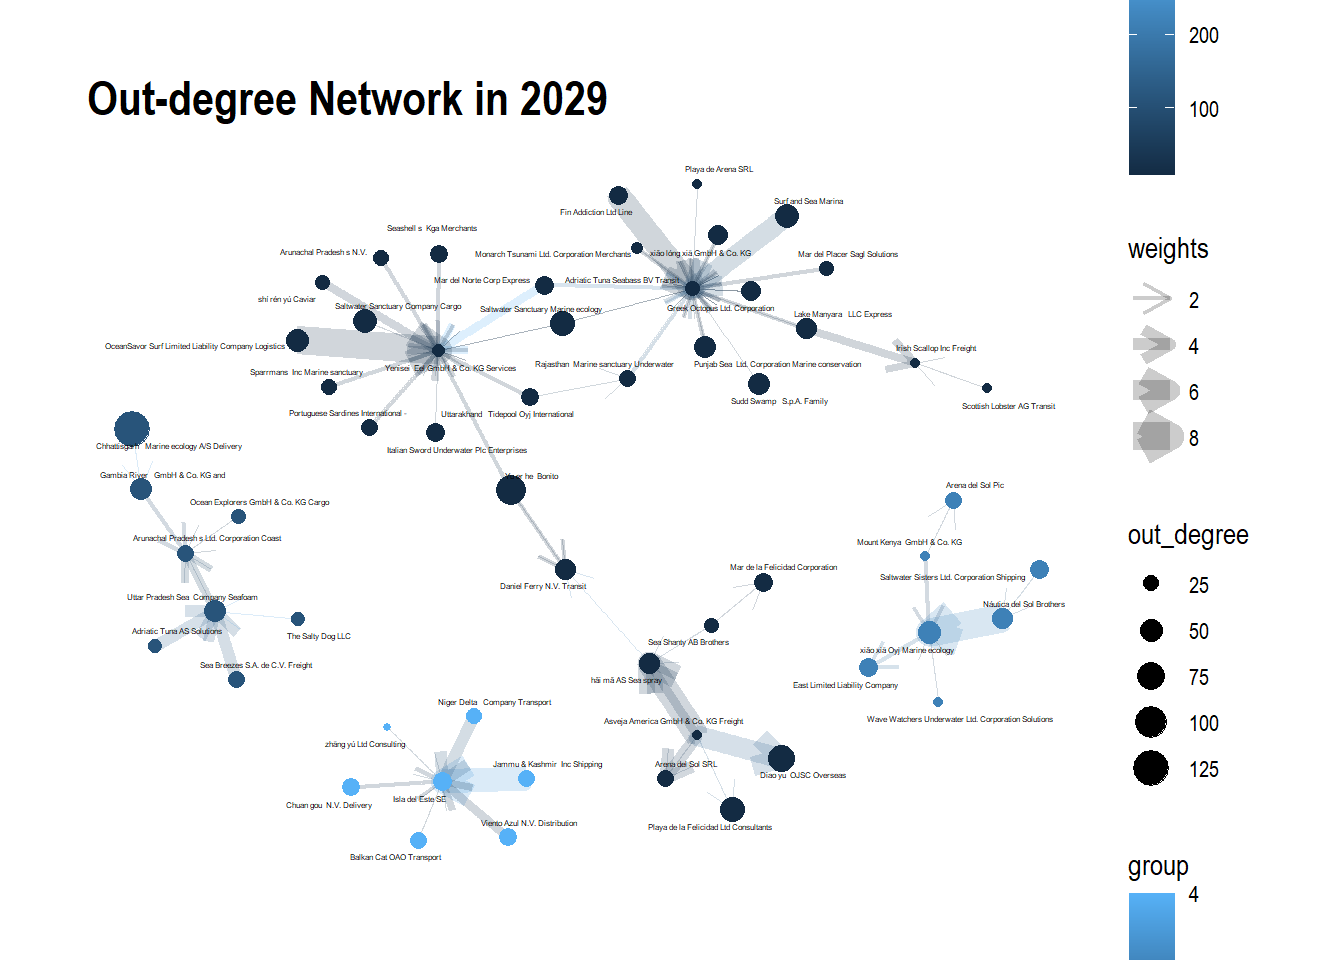 200
100
Out-degree Network in 2029
Playa de Arena SRL
Surf and Sea Marina
Fin Addiction Ltd Line
Seashell s Kga Merchants
Arunachal Pradesh s N.V.
Monarch Tsunami Ltd. Corporation Merchants
xiǎo lóng xiā GmbH & Co. KG
Mar del Placer Sagl Solutions
weights
2
4
6
8
shí rén yú Caviar
Mar del Norte Corp Express
Adriatic Tuna Seabass BV Transit
Saltwater Sanctuary Company Cargo
Saltwater Sanctuary Marine ecology
Greek Octopus Ltd. Corporation
Lake Manyara LLC Express
OceanSavor Surf Limited Liability Company Logistics
Irish Scallop Inc Freight
Sparrmans Inc Marine sanctuary
Yenisei Eel GmbH & Co. KG Services
Rajasthan Marine sanctuary Underwater
Punjab Sea Ltd. Corporation Marine conservation
Sudd Swamp S.p.A. Family
Scottish Lobster AG Transit
Portuguese Sardines International -
Uttarakhand Tidepool Oyj International
Italian Sword Underwater Plc Enterprises
Chhattisgarh Marine ecology A/S Delivery
Gambia River GmbH & Co. KG and
Ya er he Bonito
Arena del Sol Pic
Ocean Explorers GmbH & Co. KG Cargo
Arunachal Pradesh s Ltd. Corporation Coast
Mount Kenya GmbH & Co. KG
out_degree
25
50
75
100
125
Mar de la Felicidad Corporation
Saltwater Sisters Ltd. Corporation Shipping
Daniel Ferry N.V. Transit
Uttar Pradesh Sea Company Seafoam
Náutica del Sol Brothers
Adriatic Tuna AS Solutions
The Salty Dog LLC
Sea Shanty AB Brothers
xiāo xiā Oyj Marine ecology
Sea Breezes S.A. de C.V. Freight
hǎi mǎ AS Sea spray
East Limited Liability Company
Niger Delta Company Transport
Asveja America GmbH & Co. KG Freight
Wave Watchers Underwater Ltd. Corporation Solutions
zhāng yú Ltd Consulting
Jammu & Kashmir Inc Shipping
Arena del Sol SRL
Diao yu OJSC Overseas
Chuan gou N.V. Delivery
Isla del Este SE
Viento Azul N.V. Distribution
Playa de la Felicidad Ltd Consultants
Balkan Cat OAO Transport
group
4